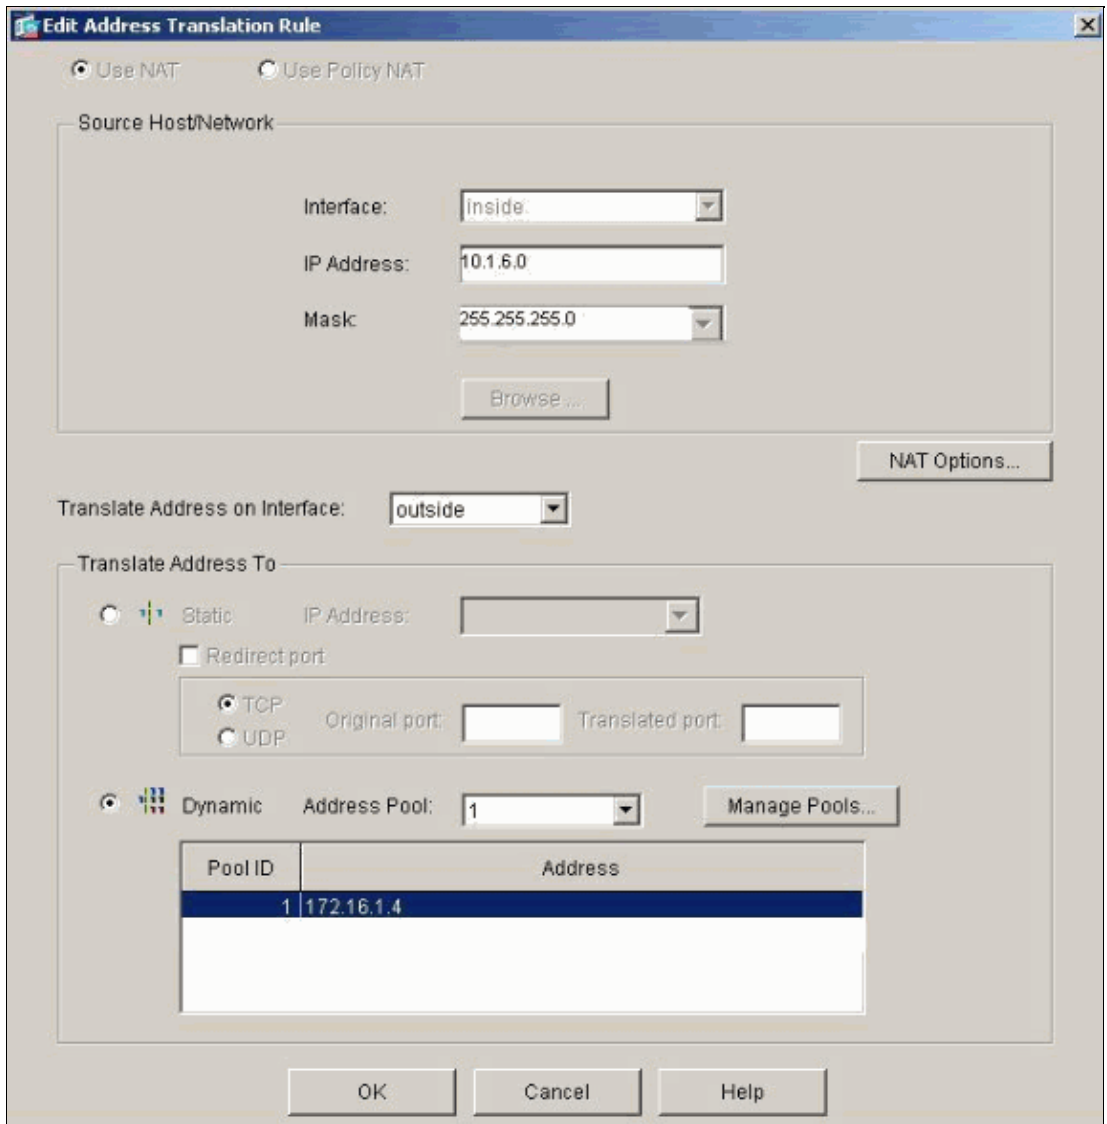 Edit Address Translation Rule
Use NAT Use Policy NAT
Source Host/Network
Interface: inside
IP Address: 10.1.6.0
Mask: 255.255.255.0
Browse ...
NAT Options...
Translate Address on Interface: outside
Translate Address To
Static IP Address:
Redirect port
TCP
UDP
Original port: Translated port:
Dynamic Address Pool: 1 Manage Pools...
Pool ID Address
1 172.16.1.4
OK Cancel Help